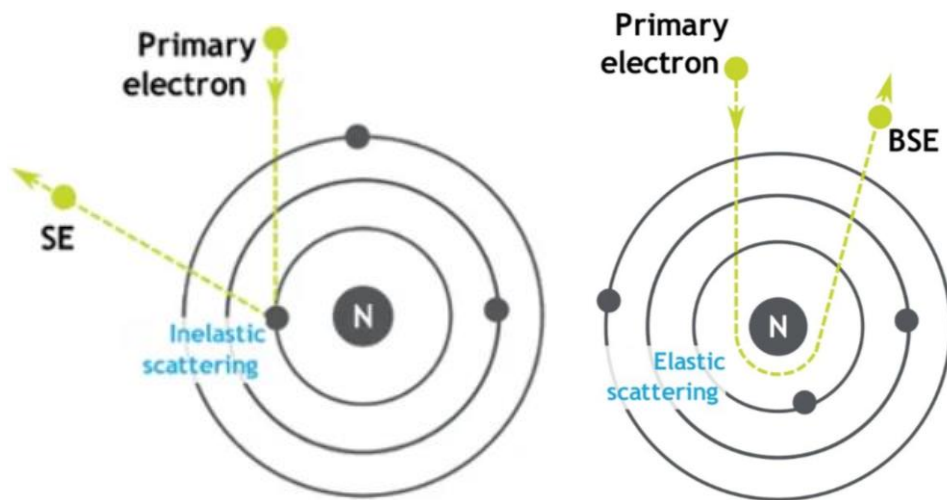 Primary
electron
SE
N
Inelastic
scattering
Primary
electron
BSE
N
Elastic
scattering